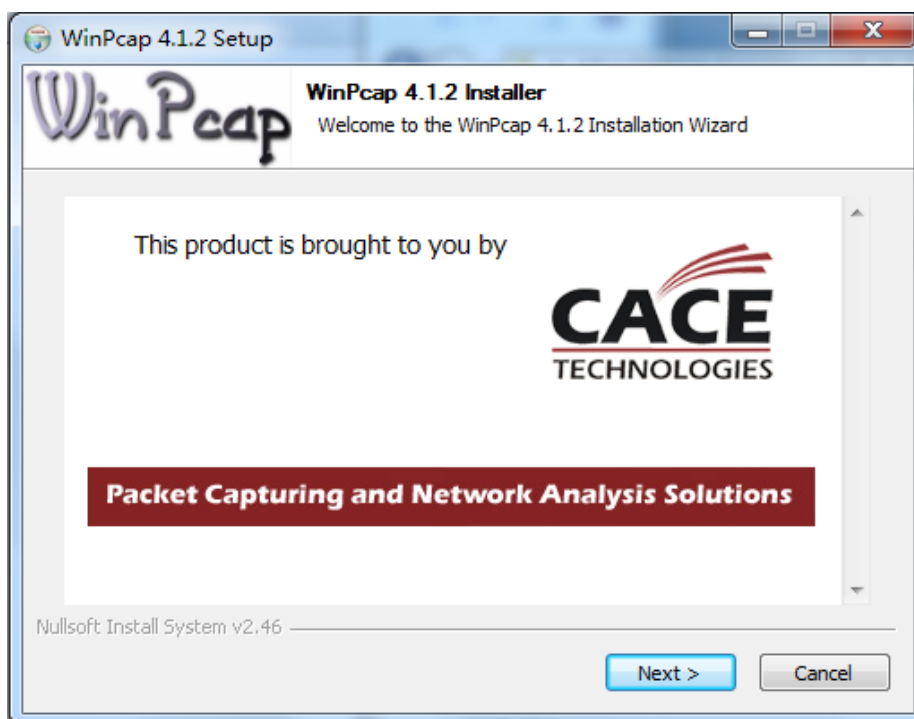 WinPcap 4.1.2 Setup
WinPcap
WinPcap 4.1.2 Installer
Welcome to the WinPcap 4.1.2 Installation Wizard
This product is brought to you by
CACE
TECHNOLOGIES
Packet Capturing and Network Analysis Solutions
Nullsoft Install System v2.46
Next >
Cancel